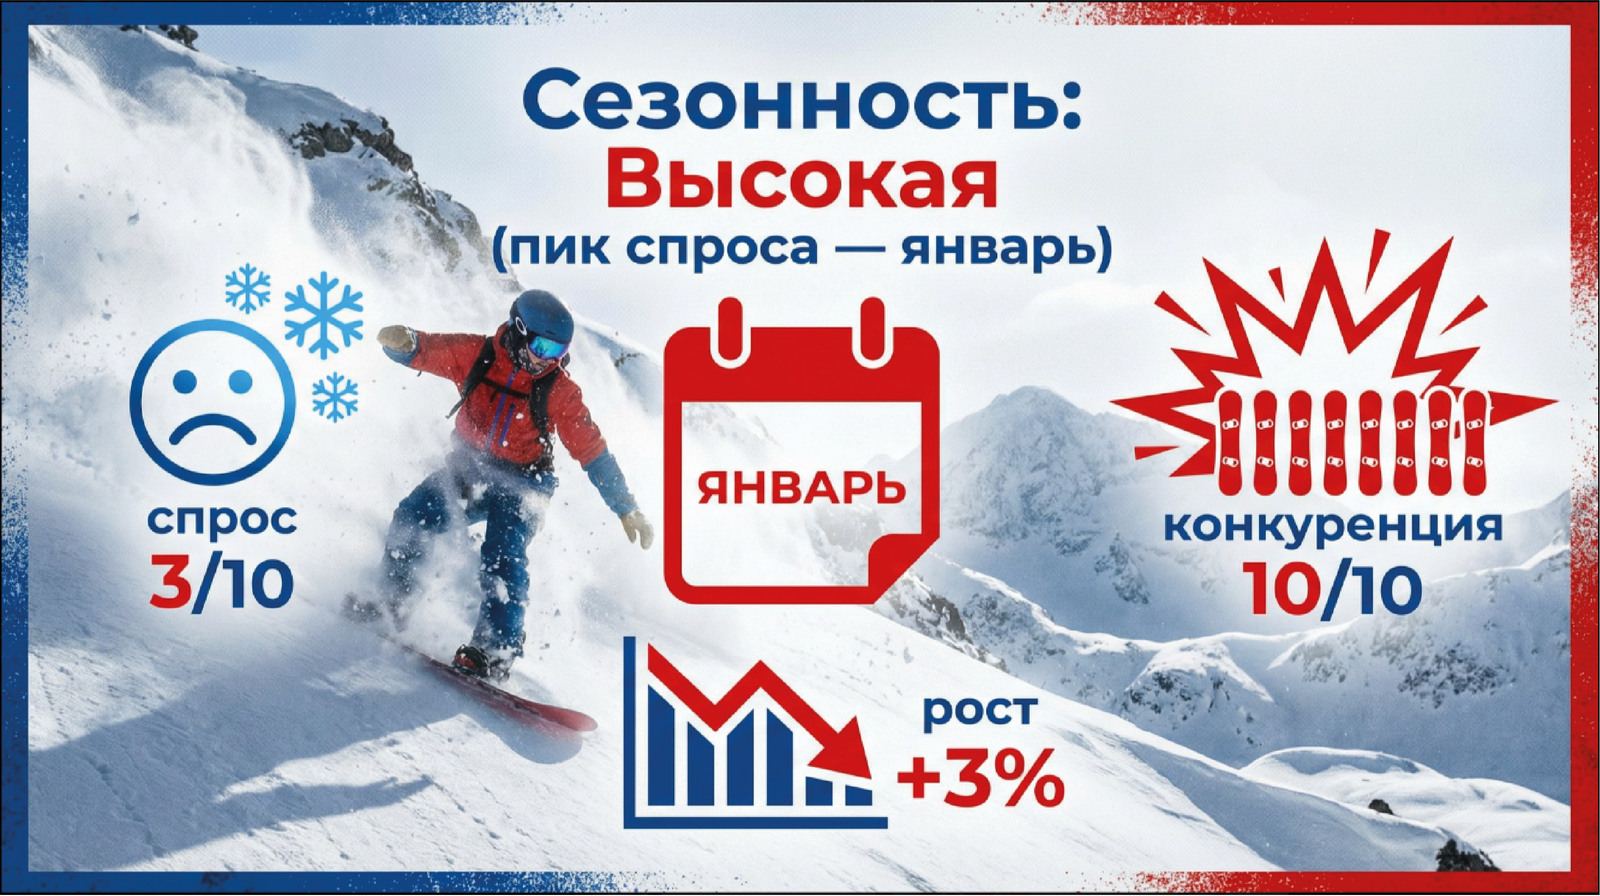 Сезонность:
Высокая
(пик спроса — январь)
ЯНВАРЬ
спрос
3/10
конкуренция
10/10
рост
+3%